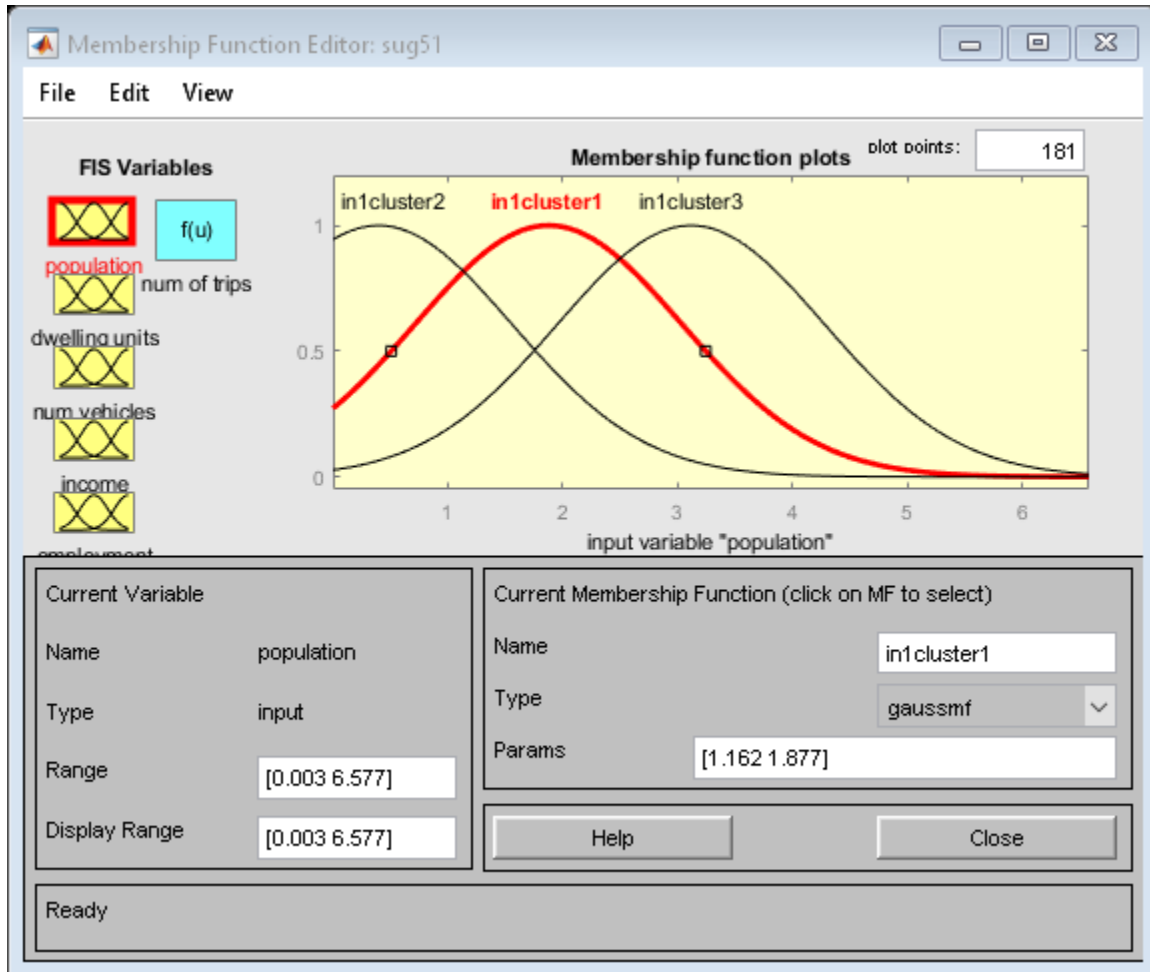 Membership Function Editor: sug51
File Edit View
FIS Variables
f(u)
population
num of trips
dwelling units
num vehicles
income
employment
Membership function plots
plot points:
181
in1cluster2 in1cluster1 in1cluster3
1
0.5
0
1 2 3 4 5 6
input variable "population"
Current Variable
Name population
Type input
Range [0.003 6.577]
Display Range [0.003 6.577]
Current Membership Function (click on MF to select)
Name in1cluster1
Type gaussmf
Params [1.162 1.877]
Help Close
Ready